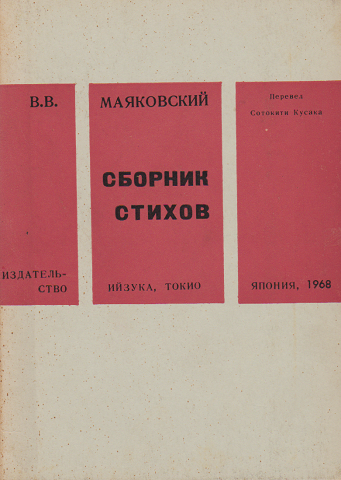 В.В. МАЯКОВСКИЙ
Перевел
Сотокити Кусака
СБОРНИК
СТИХОВ
ИЗДАТЕЛЬ-
СТВО ИЙЗУКА, ТОКИО ЯПОНИЯ, 1968